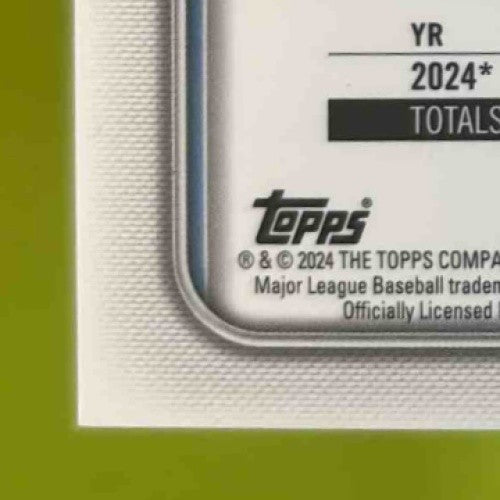 YR
2024*
TOTALS
Topps®
® & © 2024 THE TOPPS COMPA
Major League Baseball tradem
Officially Licensed